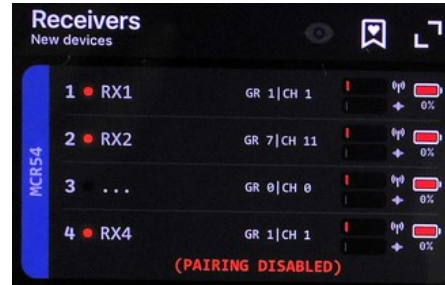 Receivers
New devices
MCR54
1 RX1 GR 1|CH 1 0%
2 RX2 GR 7|CH 11 0%
3 ... GR 0|CH 0 0%
4 RX4 GR 1|CH 1 0%
(PAIRING DISABLED)